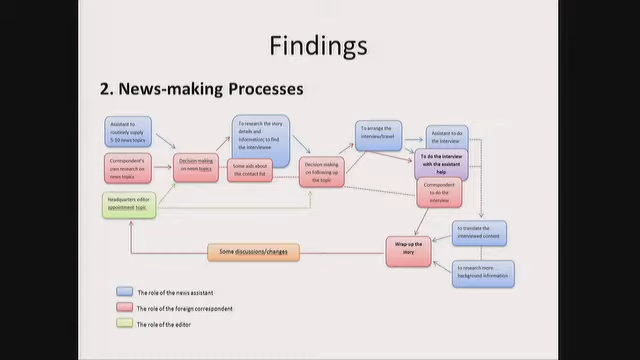 Findings
2. News-making Processes
Assistant to
routinely supply
5-10 news topics
Correspondent's
own research on
news topics
Headquarters editor
appointment topic
Decision making
on news topics
To research the story
details and
information; to find
the interviewee
Some asks about
the contact list
Decision making
on following up
the topic
To arrange the
interview/travel
Assistant to do
the interview
To do the interview
with the assistant
help
Correspondent
to do the
interview
to translate the
interviewed content
to research more
background information
Wrap up the
story
Some discussions/changes
The role of the news assistant
The role of the foreign correspondent
The role of the editor